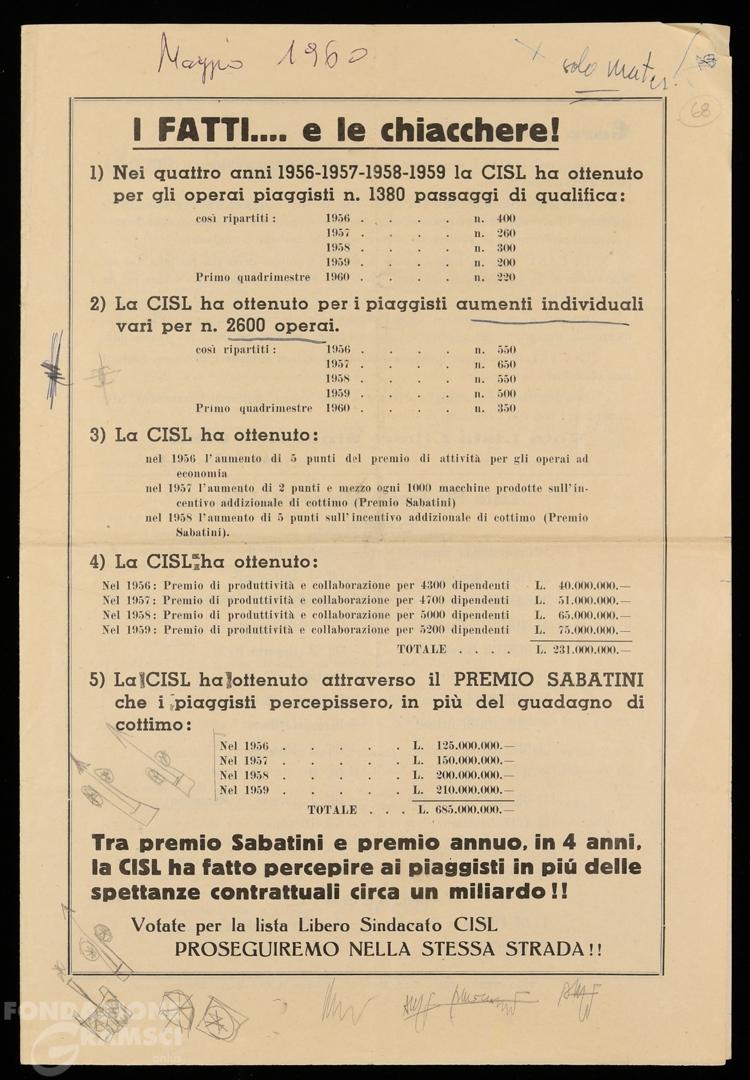 Maggio 1960
solo mater!
68
I FATTI.... e le chiacchere!
1) Nei quattro anni 1956-1957-1958-1959 la CISL ha ottenuto
per gli operai piaggisti n. 1380 passaggi di qualifica:
così ripartiti : 1956 . . . . n. 400
1957 . . . . n. 260
1958 . . . . n. 300
1959 . . . . n. 200
Primo quadrimestre 1960 . . . . n. 220
2) La CISL ha ottenuto per i piaggisti aumenti individuali
vari per n. 2600 operai.
così ripartiti : 1956 . . . . n. 550
1957 . . . . n. 650
1958 . . . . n. 550
1959 . . . . n. 500
Primo quadrimestre 1960 . . . . n. 350
3) La CISL ha ottenuto:
nel 1956 l'aumento di 5 punti del premio di attività per gli operai ad
economia
nel 1957 l'aumento di 2 punti e mezzo ogni 1000 macchine prodotte sull'in-
centivo addizionale di cottimo (Premio Sabatini)
nel 1958 l'aumento di 5 punti sull'incentivo addizionale di cottimo (Premio
Sabatini).
4) La CISL ha ottenuto:
Nel 1956: Premio di produttività e collaborazione per 4300 dipendenti L. 40.000.000.—
Nel 1957: Premio di produttività e collaborazione per 4700 dipendenti L. 51.000.000.—
Nel 1958: Premio di produttività e collaborazione per 5000 dipendenti L. 65.000.000.—
Nel 1959: Premio di produttività e collaborazione per 5200 dipendenti L. 75.000.000.—
TOTALE . . . . L. 231.000.000.—
5) La CISL ha ottenuto attraverso il PREMIO SABATINI
che i piaggisti percepissero, in più del guadagno di
cottimo:
Nel 1956 . . . . . L. 125.000.000.—
Nel 1957 . . . . . L. 150.000.000.—
Nel 1958 . . . . . L. 200.000.000.—
Nel 1959 . . . . . L. 210.000.000.—
TOTALE . . . L. 685.000.000.—
Tra premio Sabatini e premio annuo, in 4 anni,
la CISL ha fatto percepire ai piaggisti in piú delle
spettanze contrattuali circa un miliardo!!
Votate per la lista Libero Sindacato CISL
PROSEGUIREMO NELLA STESSA STRADA!!
FONDAZIONE
GRAMSCI
onlus